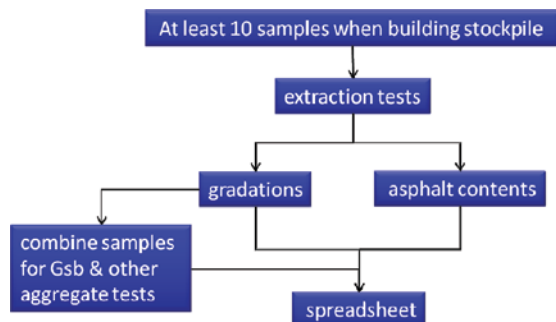 At least 10 samples when building stockpile
extraction tests
gradations
asphalt contents
combine samples
for Gsb & other
aggregate tests
spreadsheet